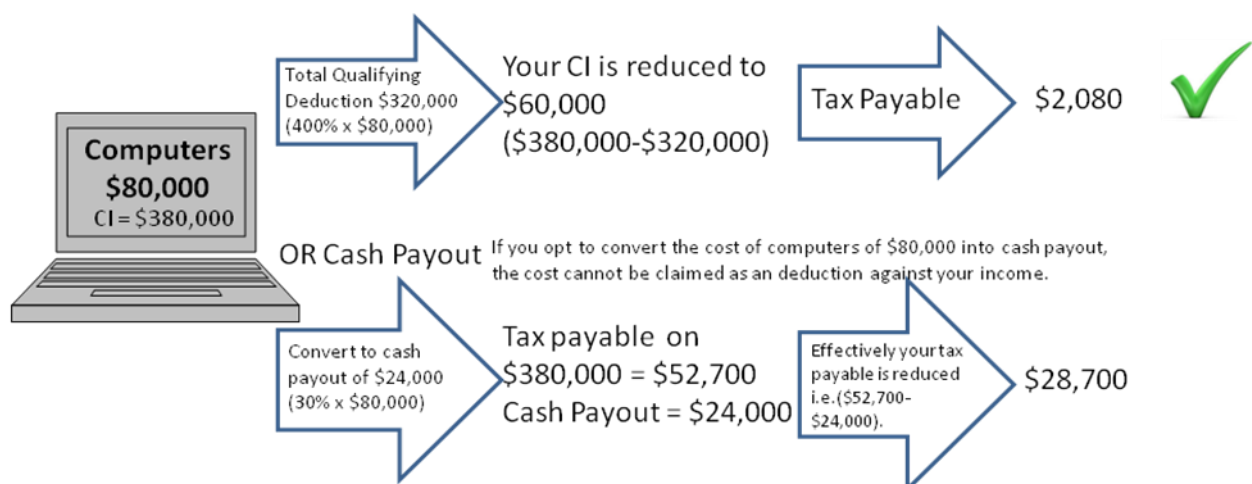 Computers
$80,000
CI = $380,000
Total Qualifying
Deduction $320,000
(400% x $80,000)
Your CI is reduced to
$60,000
($380,000-$320,000)
Tax Payable
$2,080
OR Cash Payout
If you opt to convert the cost of computers of $80,000 into cash payout,
the cost cannot be claimed as an deduction against your income.
Convert to cash
payout of $24,000
(30% x $80,000)
Tax payable on
$380,000 = $52,700
Cash Payout = $24,000
Effectively your tax
payable is reduced
i.e.($52,700-
$24,000).
$28,700